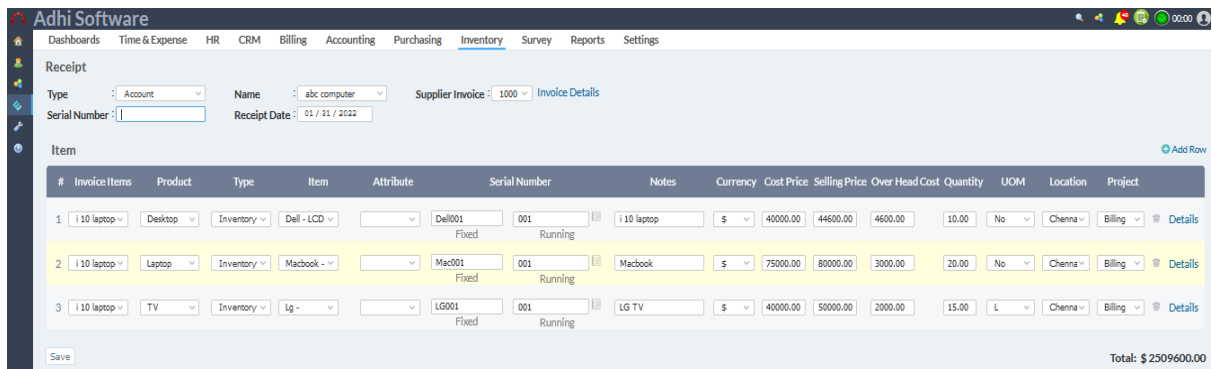 Adhi Software 42 00:00
Dashboards Time & Expense HR CRM Billing Accounting Purchasing Inventory Survey Reports Settings
Receipt
Type : Account Name : abc computer Supplier Invoice : 1000 Invoice Details
Serial Number : Receipt Date : 01 / 31 / 2022
Item Add Row
# Invoice Items Product Type Item Attribute Serial Number Notes Currency Cost Price Selling Price Over Head Cost Quantity UOM Location Project
1 i 10 laptop Desktop Inventory Dell - LCD Dell001 001 i 10 laptop $ 40000.00 44600.00 4600.00 10.00 No Chenna Billing Details
Fixed Running
2 i 10 laptop Laptop Inventory Macbook - Mac001 001 Macbook $ 75000.00 80000.00 3000.00 20.00 No Chenna Billing Details
Fixed Running
3 i 10 laptop TV Inventory Lg - LG001 001 LG TV $ 40000.00 50000.00 2000.00 15.00 L Chenna Billing Details
Fixed Running
Save Total: $ 2509600.00